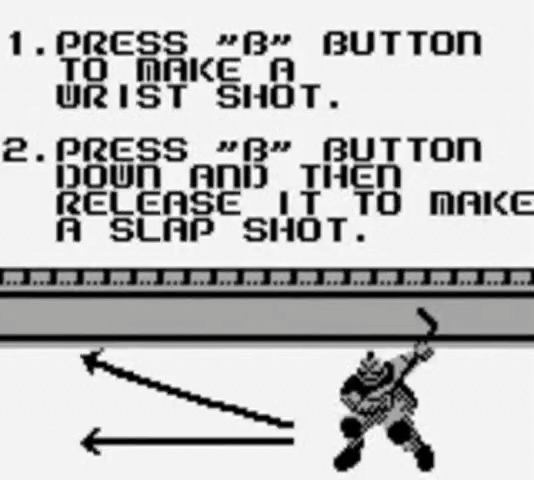 1. PRESS "B" BUTTON
TO MAKE A
WRIST SHOT.
2. PRESS "B" BUTTON
DOWN AND THEN
RELEASE IT TO MAKE
A SLAP SHOT.